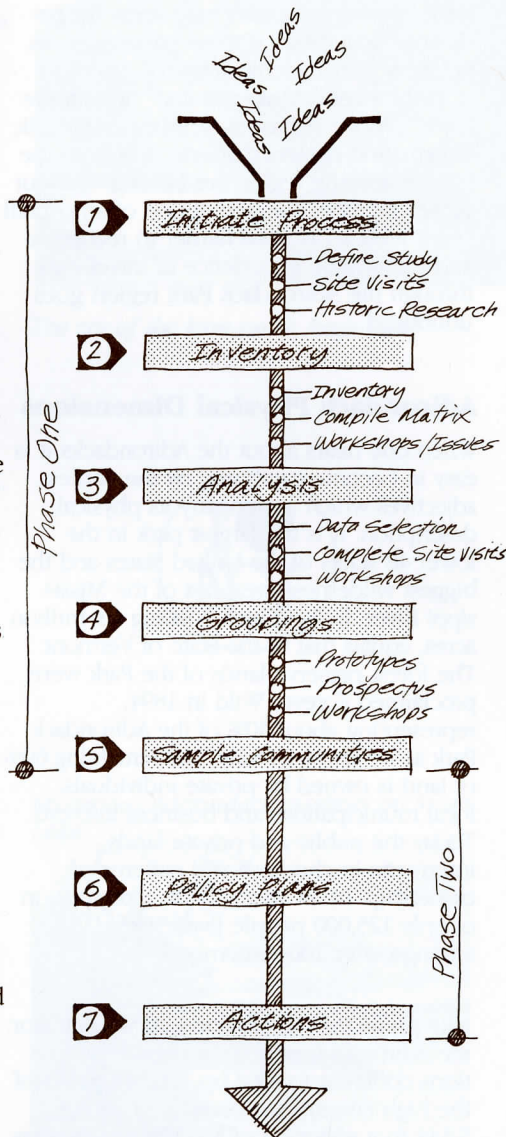 Ideas
Ideas
Ideas
Ideas
Ideas
1 Initiate Process
Define Study
Site Visits
Historic Research
2 Inventory
Inventory
Compile Matrix
Workshops/Issues
3 Analysis
Data Selection
Complete Site Visits
Workshops
4 Groupings
Prototypes
Prospectus
Workshops
5 Sample Communities
6 Policy Plans
7 Actions
Phase One
Phase Two